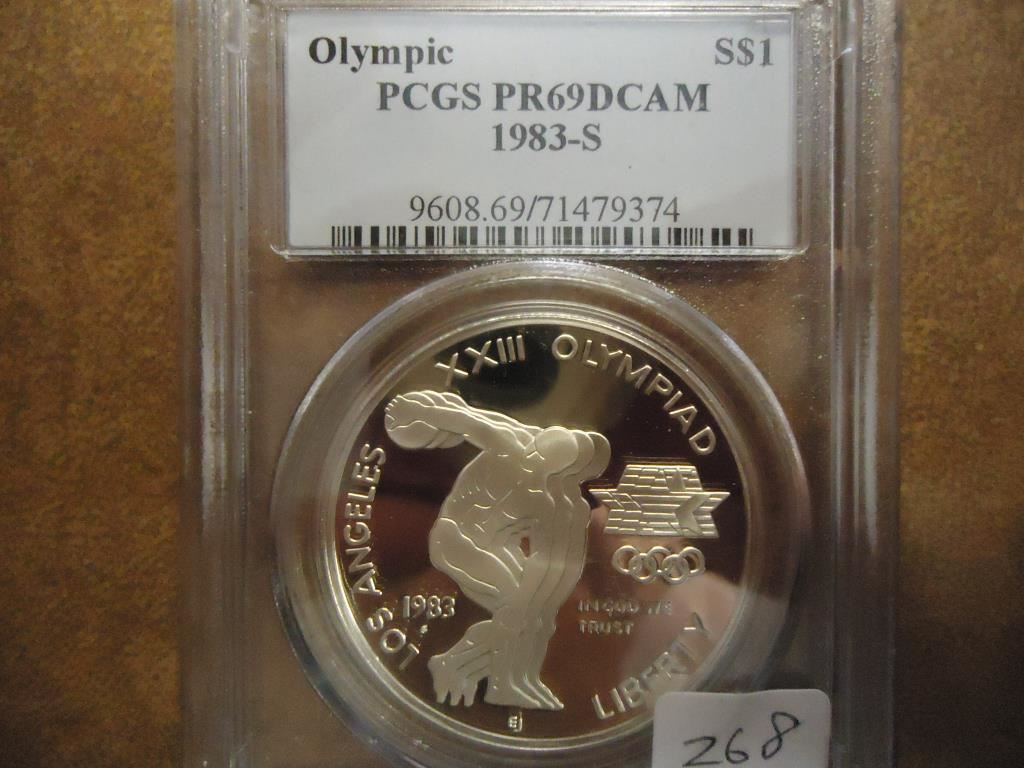 Olympic S$1
PCGS PR69DCAM
1983-S
9608.69/71479374
XXIII OLYMPIAD
LOS ANGELES
1983
S
IN GOD WE
TRUST
LIBERTY
EJ
268